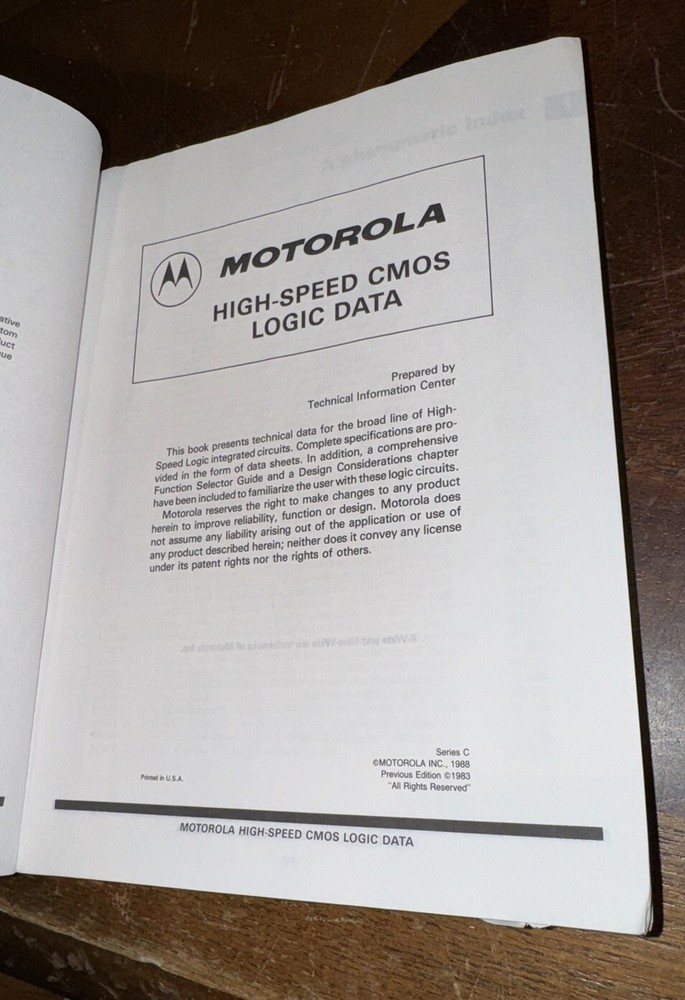 ative
tom
uct
ue
Alphanumeric Index
MOTOROLA
HIGH-SPEED CMOS
LOGIC DATA
Prepared by
Technical Information Center
This book presents technical data for the broad line of High-
Speed Logic integrated circuits. Complete specifications are pro-
vided in the form of data sheets. In addition, a comprehensive
Function Selector Guide and a Design Considerations chapter
have been included to familiarize the user with these logic circuits.
Motorola reserves the right to make changes to any product
herein to improve reliability, function or design. Motorola does
not assume any liability arising out of the application or use of
any product described herein; neither does it convey any license
under its patent rights nor the rights of others.
Series C
©MOTOROLA INC., 1988
Previous Edition ©1983
"All Rights Reserved"
Printed in U.S.A.
MOTOROLA HIGH-SPEED CMOS LOGIC DATA